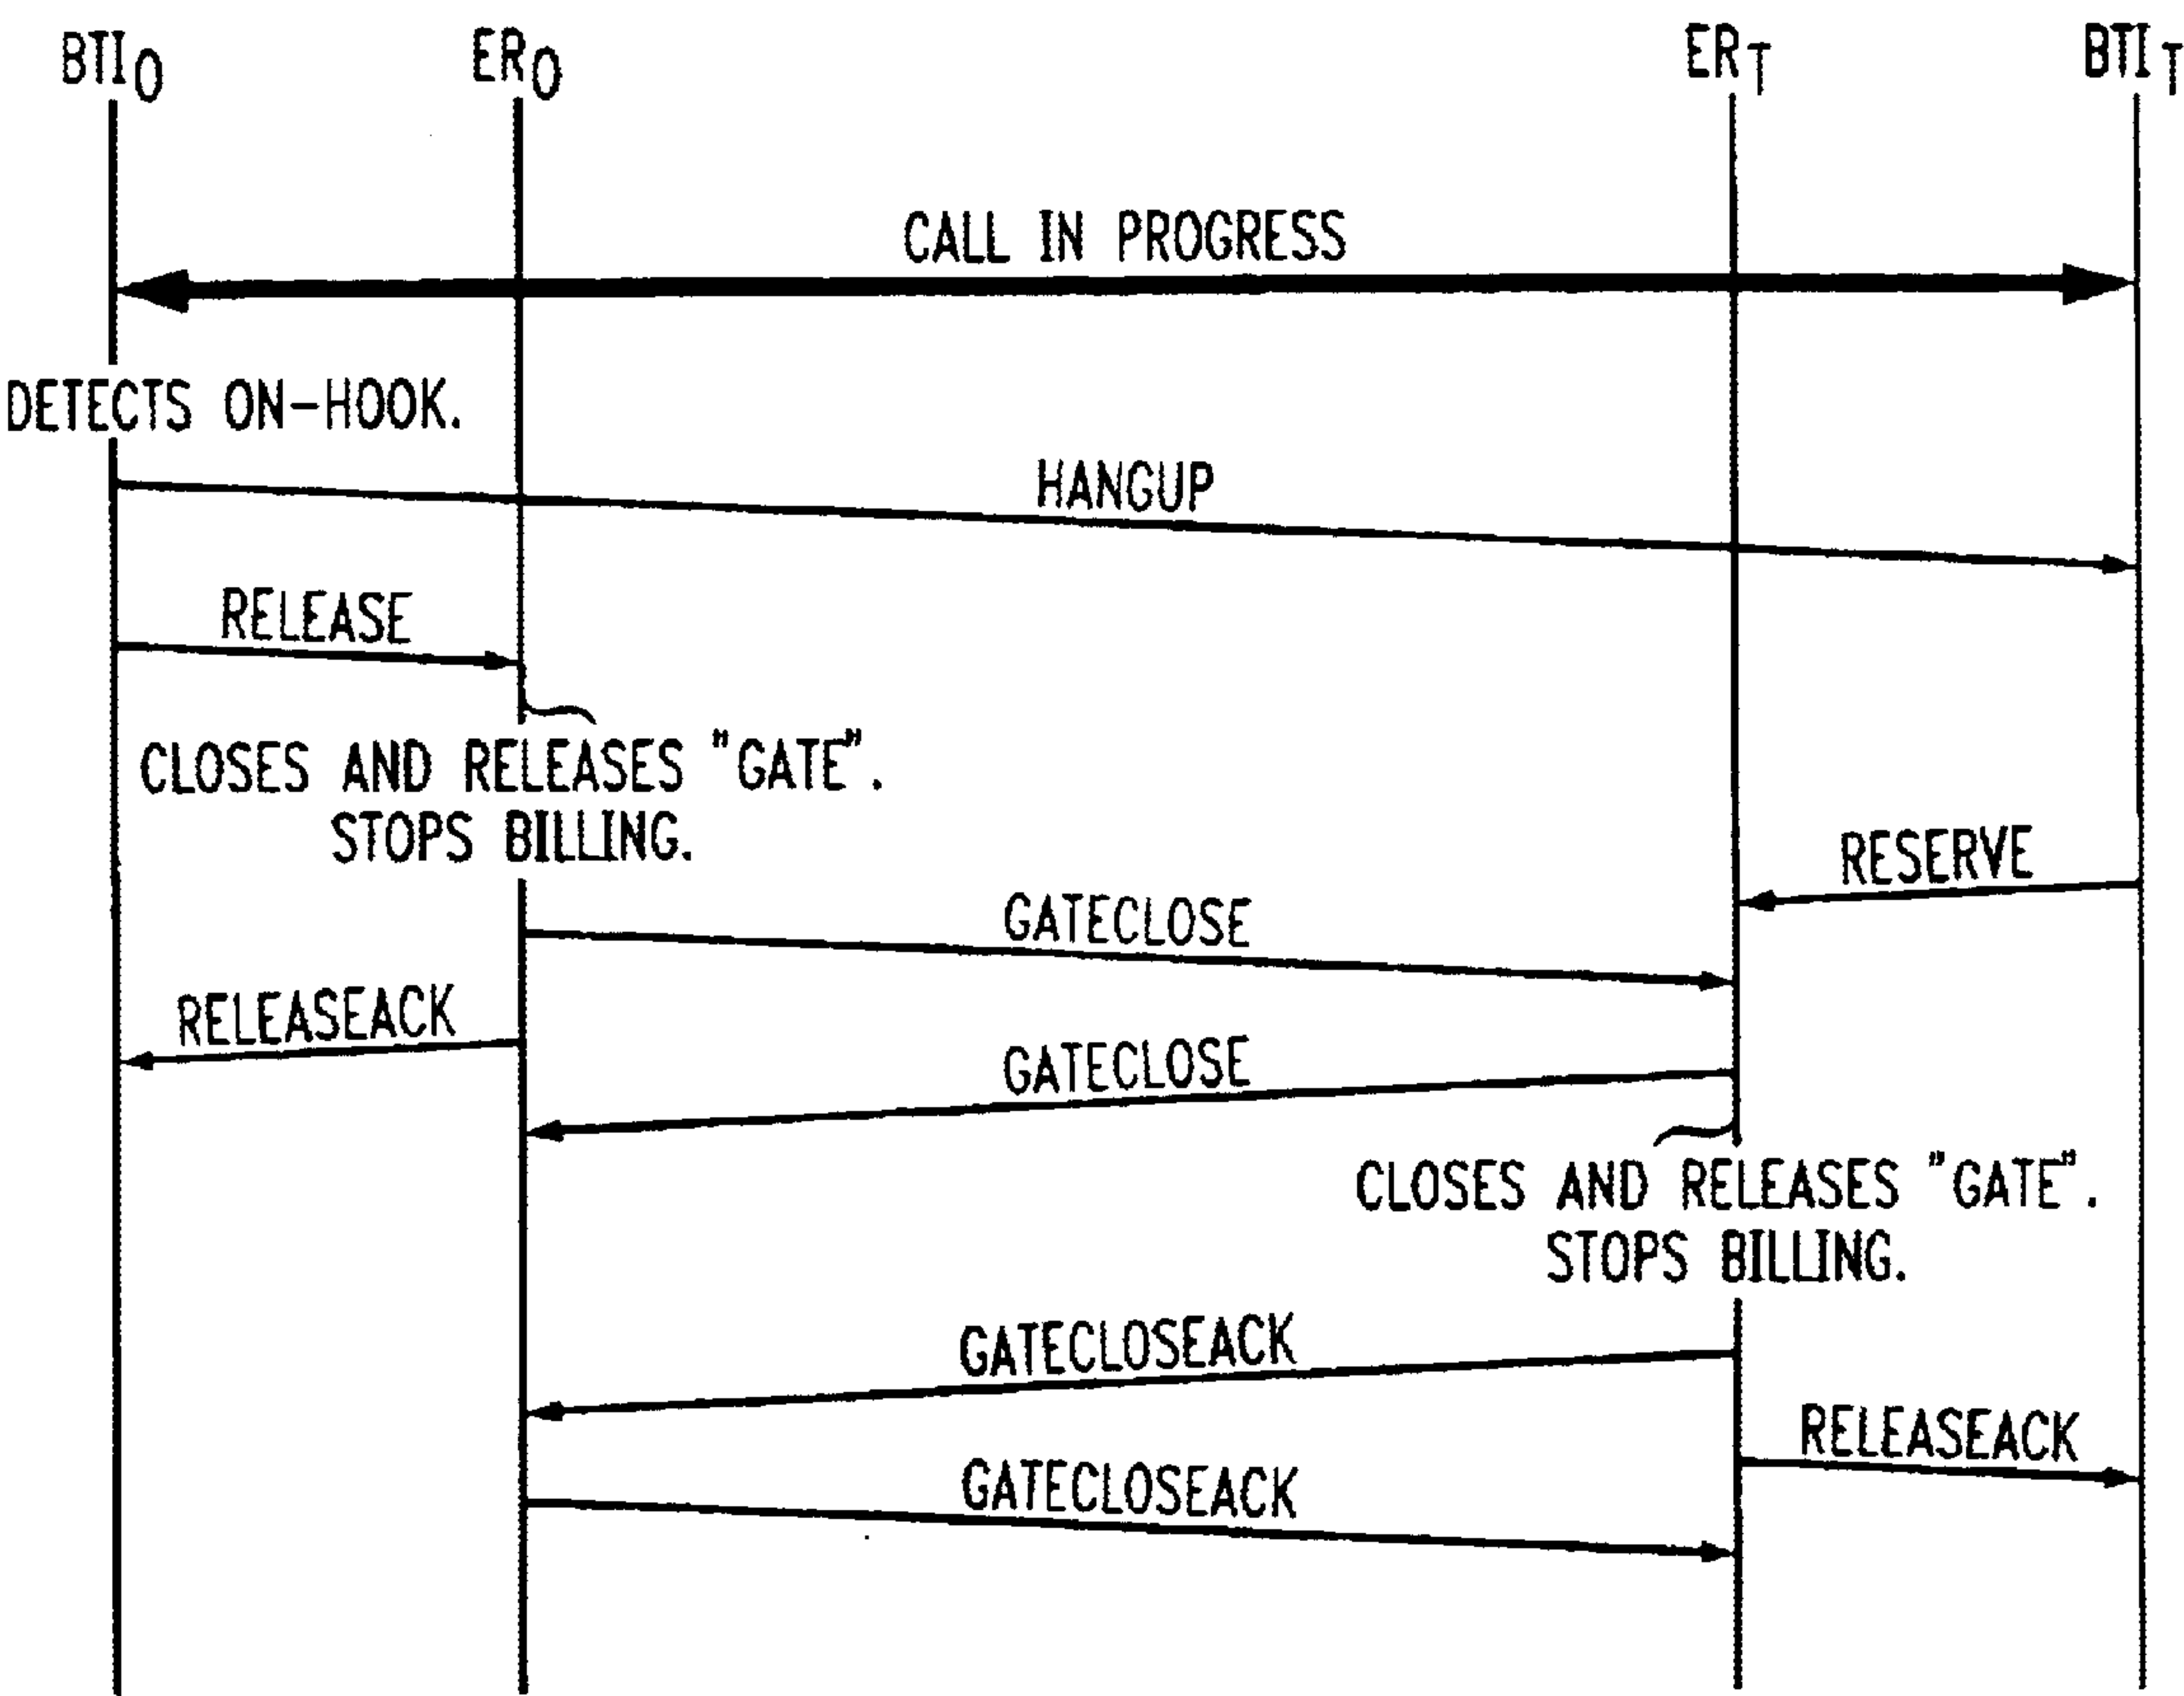 BTIO ERO ERT BTIT
CALL IN PROGRESS
DETECTS ON-HOOK.
HANGUP
RELEASE
CLOSES AND RELEASES "GATE".
STOPS BILLING.
RESERVE
GATECLOSE
RELEASEACK
GATECLOSE
CLOSES AND RELEASES "GATE".
STOPS BILLING.
GATECLOSEACK
RELEASEACK
GATECLOSEACK